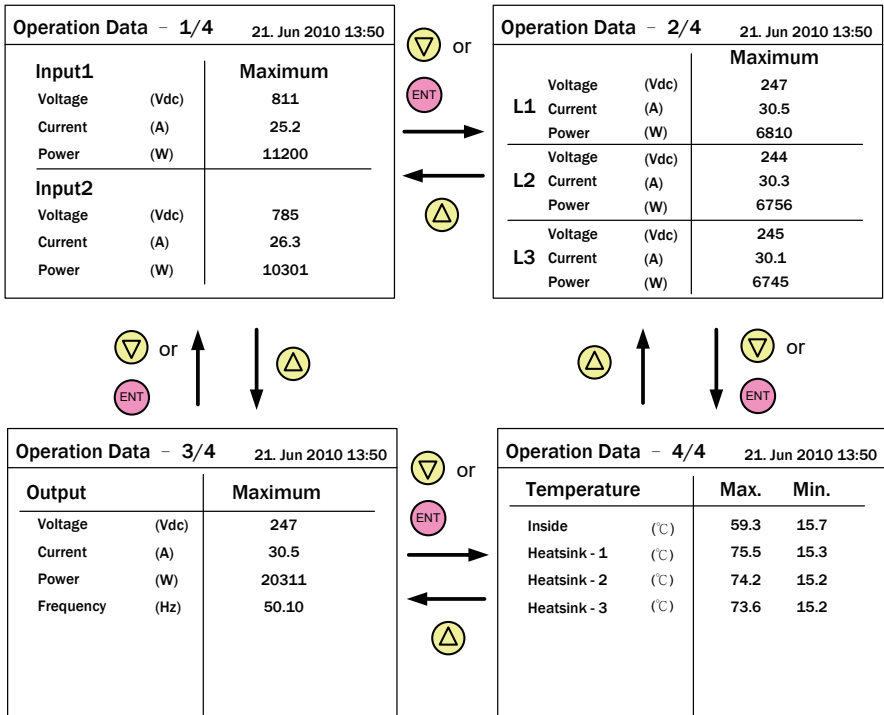 Operation Data – 1/4 21. Jun 2010 13:50
Input1 Maximum
Voltage (Vdc) 811
Current (A) 25.2
Power (W) 11200
Input2
Voltage (Vdc) 785
Current (A) 26.3
Power (W) 10301
or
ENT
Operation Data – 2/4 21. Jun 2010 13:50
Maximum
L1
Voltage (Vdc) 247
Current (A) 30.5
Power (W) 6810
L2
Voltage (Vdc) 244
Current (A) 30.3
Power (W) 6756
L3
Voltage (Vdc) 245
Current (A) 30.1
Power (W) 6745
or
ENT
or
ENT
Operation Data – 3/4 21. Jun 2010 13:50
Output Maximum
Voltage (Vdc) 247
Current (A) 30.5
Power (W) 20311
Frequency (Hz) 50.10
or
ENT
Operation Data – 4/4 21. Jun 2010 13:50
Temperature Max. Min.
Inside (℃) 59.3 15.7
Heatsink - 1 (℃) 75.5 15.3
Heatsink - 2 (℃) 74.2 15.2
Heatsink - 3 (℃) 73.6 15.2